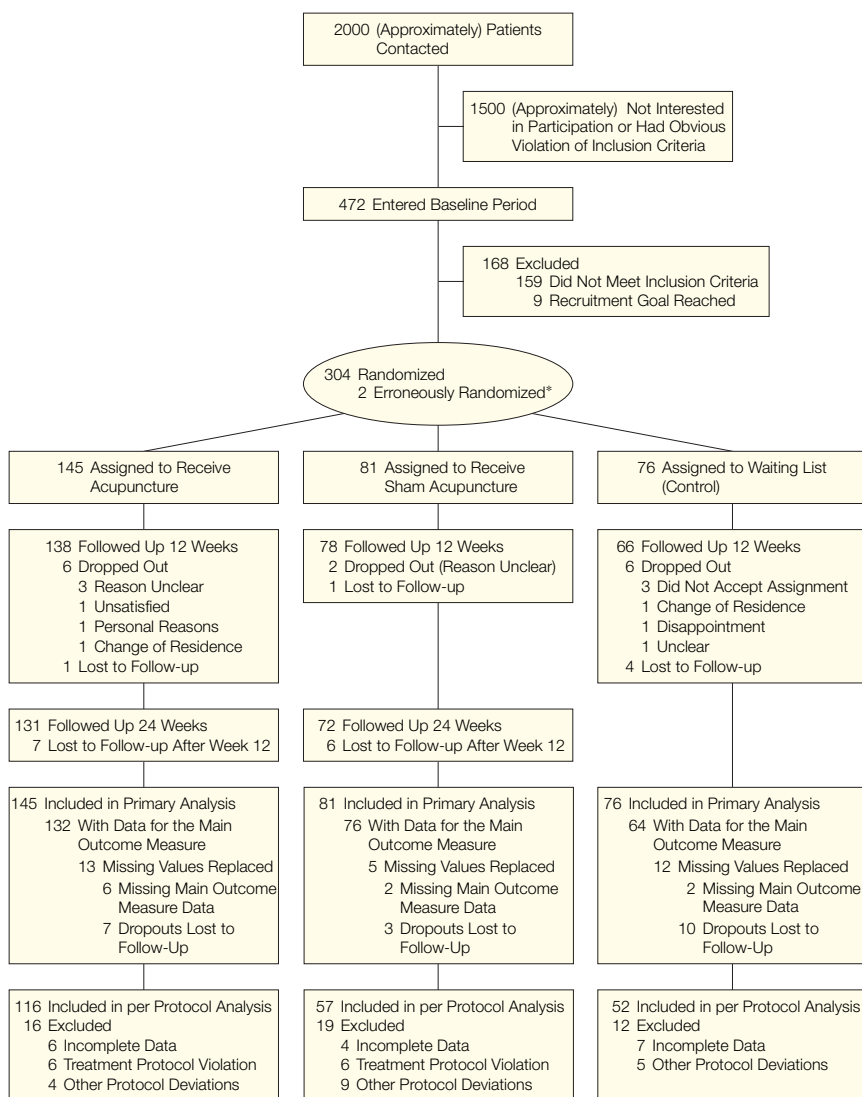 2000 (Approximately) Patients
Contacted
1500 (Approximately) Not Interested
in Participation or Had Obvious
Violation of Inclusion Criteria
472 Entered Baseline Period
168 Excluded
159 Did Not Meet Inclusion Criteria
9 Recruitment Goal Reached
304 Randomized
2 Erroneously Randomized*
145 Assigned to Receive
Acupuncture
81 Assigned to Receive
Sham Acupuncture
76 Assigned to Waiting List
(Control)
138 Followed Up 12 Weeks
6 Dropped Out
3 Reason Unclear
1 Unsatisfied
1 Personal Reasons
1 Change of Residence
1 Lost to Follow-up
78 Followed Up 12 Weeks
2 Dropped Out (Reason Unclear)
1 Lost to Follow-up
66 Followed Up 12 Weeks
6 Dropped Out
3 Did Not Accept Assignment
1 Change of Residence
1 Disappointment
1 Unclear
4 Lost to Follow-up
131 Followed Up 24 Weeks
7 Lost to Follow-up After Week 12
72 Followed Up 24 Weeks
6 Lost to Follow-up After Week 12
145 Included in Primary Analysis
132 With Data for the Main
Outcome Measure
13 Missing Values Replaced
6 Missing Main Outcome
Measure Data
7 Dropouts Lost to
Follow-Up
81 Included in Primary Analysis
76 With Data for the Main
Outcome Measure
5 Missing Values Replaced
2 Missing Main Outcome
Measure Data
3 Dropouts Lost to
Follow-Up
76 Included in Primary Analysis
64 With Data for the Main
Outcome Measure
12 Missing Values Replaced
2 Missing Main Outcome
Measure Data
10 Dropouts Lost to
Follow-Up
116 Included in per Protocol Analysis
16 Excluded
6 Incomplete Data
6 Treatment Protocol Violation
4 Other Protocol Deviations
57 Included in per Protocol Analysis
19 Excluded
4 Incomplete Data
6 Treatment Protocol Violation
9 Other Protocol Deviations
52 Included in per Protocol Analysis
12 Excluded
7 Incomplete Data
5 Other Protocol Deviations